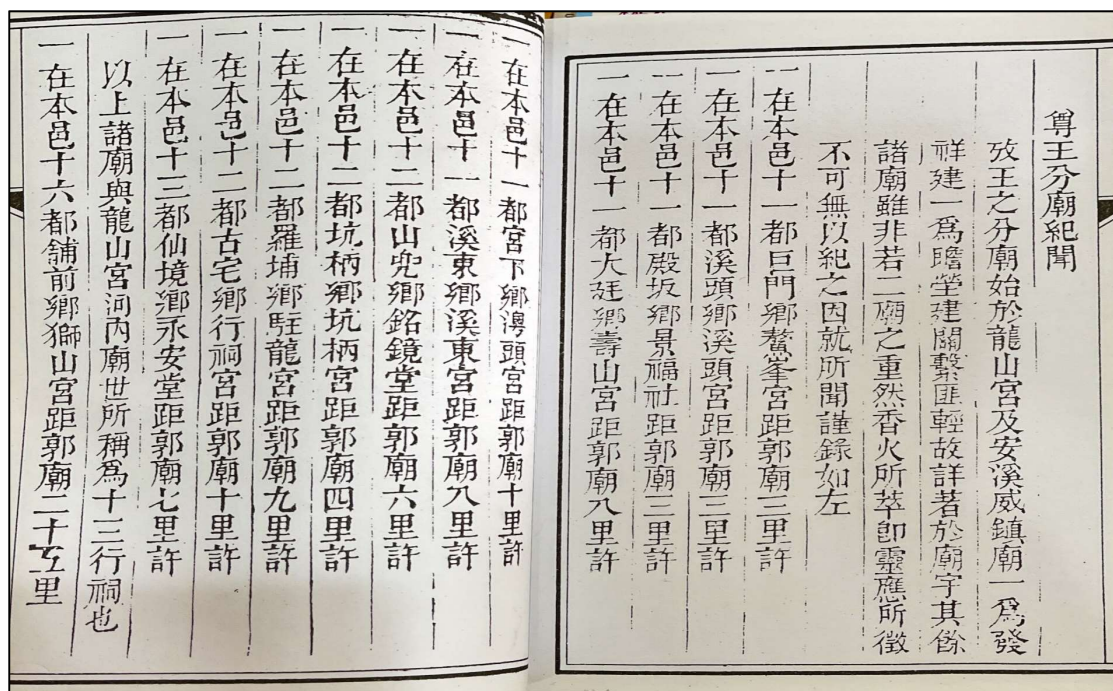 尊王分廟紀聞
攷王之分廟始於龍山宮及安溪威鎮廟一為發
祥建一為瞻塋建關繫匪輕故詳著於廟宇其餘
諸廟雖非若二廟之重然香火所萃卽靈應所徵
不可無以紀之因就所聞謹錄如左
一在本邑十一都巨門鄉鰲峯宮距郭廟三里許
一在本邑十一都溪頭鄉溪頭宮距郭廟三里許
一在本邑十一都殿坂鄉景福社距郭廟三里許
一在本邑十一都大廷鄉壽山宮距郭廟八里許
一在本邑十一都宮下鄉湧頭宮距郭廟十里許
一在本邑十一都溪東鄉溪東宮距郭廟八里許
一在本邑十二都山兜鄉銘鏡堂距郭廟六里許
一在本邑十二都坑柄鄉坑柄宮距郭廟四里許
一在本邑十二都羅埔鄉駐龍宮距郭廟九里許
一在本邑十二都古宅鄉行祠宮距郭廟十里許
一在本邑十三都仙境鄉永安堂距郭廟七里許
以上諸廟與龍山宮河內廟世所稱為十三行祠也
一在本邑十六都舖前鄉獅山宮距郭廟二十五里